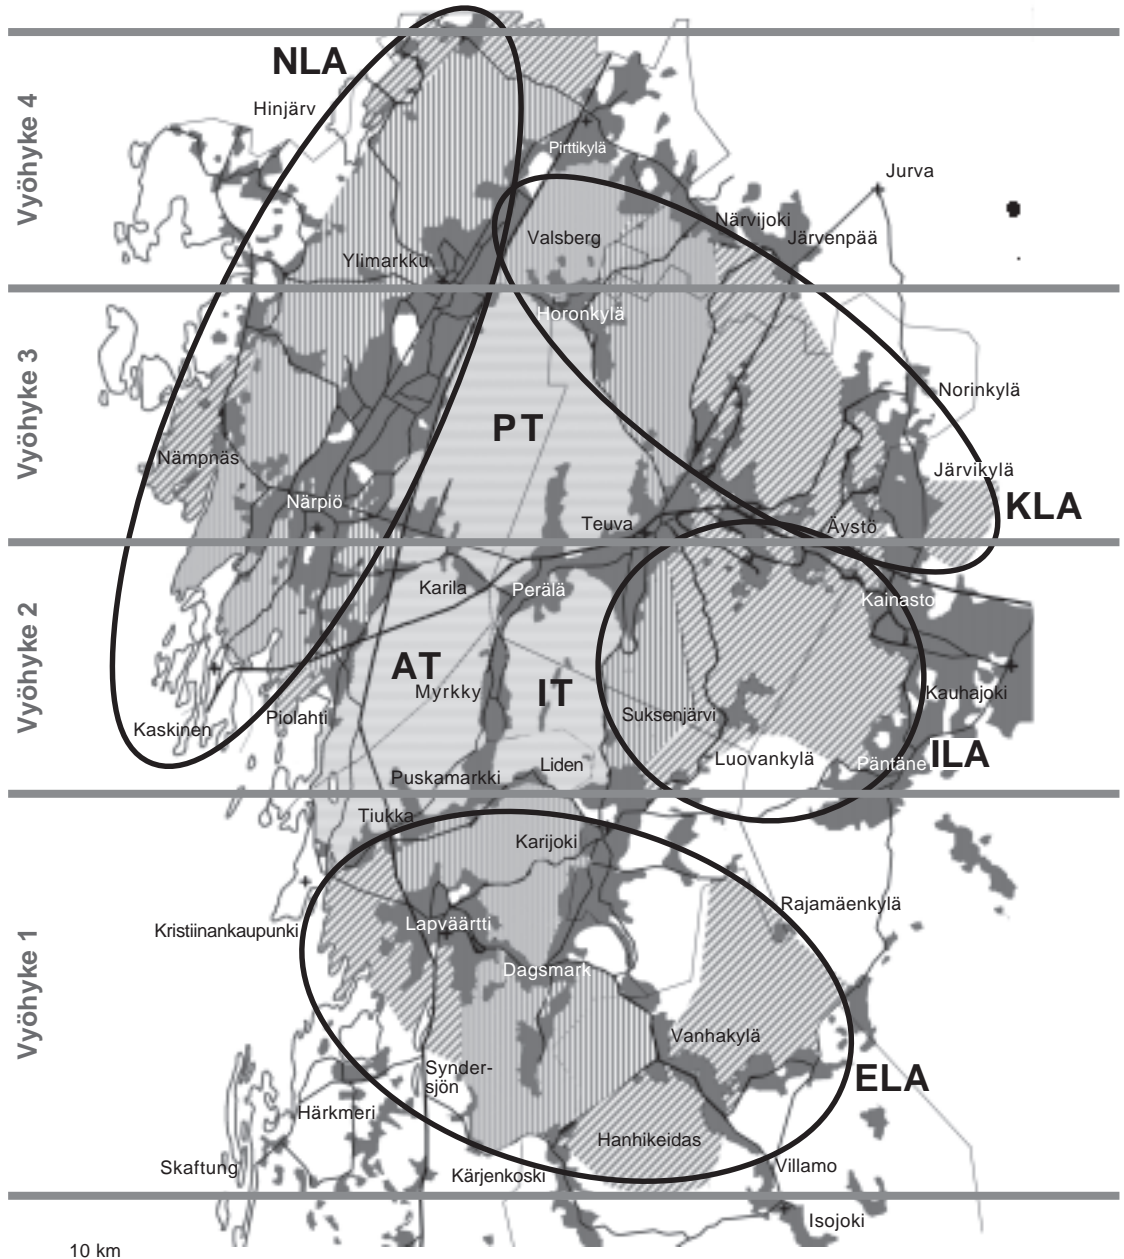 NLA
Hinjärv
Vyöhyke 4
Pirttikylä
Jurva
Närvijoki
Valsberg
Järvenpää
Ylimarkku
Horonkylä
Vyöhyke 3
Norinkylä
PT
Nämpnäs
Järvikylä
Närpiö
KLA
Teuva
Äystö
Karila
Perälä
Kainasto
Vyöhyke 2
AT
Myrkky
IT
Kauhajoki
Suksenjärvi
Piolahti
Kaskinen
Luovankylä
Päntäne
ILA
Liden
Puskamarkki
Tiukka
Karijoki
Rajamäenkylä
Lapväärtti
Kristiinankaupunki
Vyöhyke 1
Dagsmark
Vanhakylä
Synder-
sjön
ELA
Härkmeri
Hanhikeidas
Skaftung
Kärjenkoski
Villamo
Isojoki
10 km